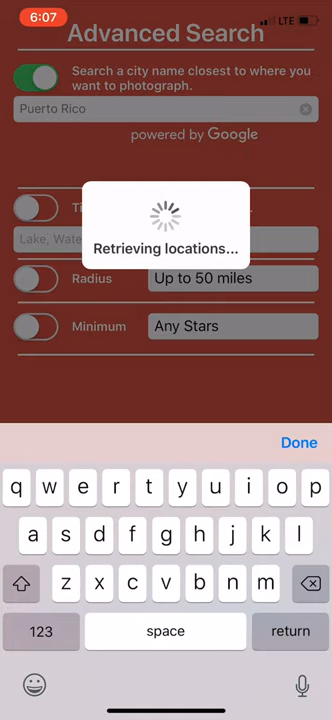 6:07
LTE
Advanced Search
Search a city name closest to where you
want to photograph.
Puerto Rico
powered by Google
Retrieving locations...
Lake, Wate
Radius
Up to 50 miles
Minimum
Any Stars
Done
q w e r t y u i o p
a s d f g h j k l
z x c v b n m
123
space
return